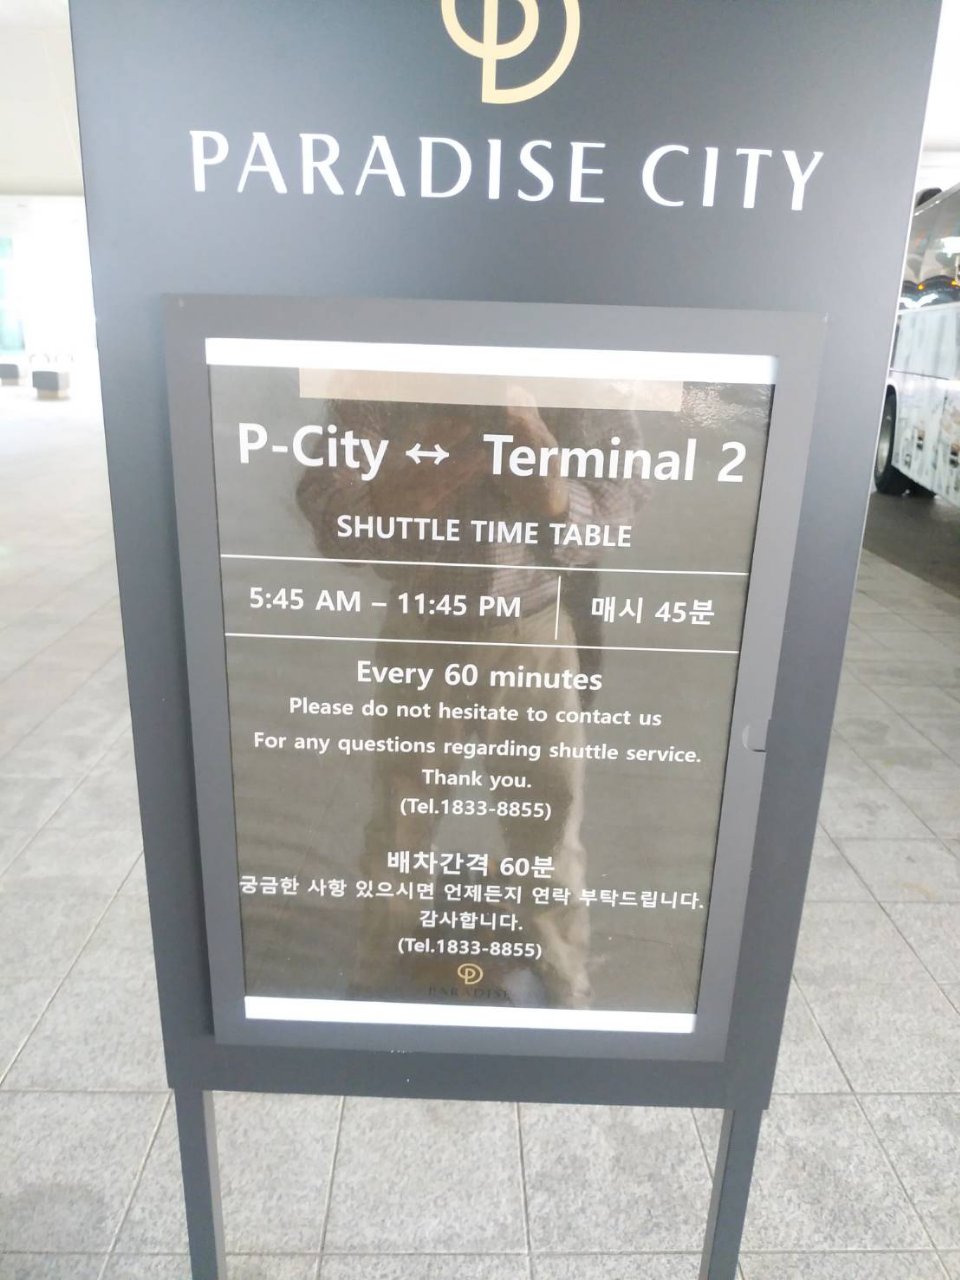 PARADISE CITY
P-City ↔ Terminal 2
SHUTTLE TIME TABLE
5:45 AM – 11:45 PM 매시 45분
Every 60 minutes
Please do not hesitate to contact us
For any questions regarding shuttle service.
Thank you.
(Tel.1833-8855)
배차간격 60분
궁금한 사항 있으시면 언제든지 연락 부탁드립니다.
감사합니다.
(Tel.1833-8855)
PARADISE